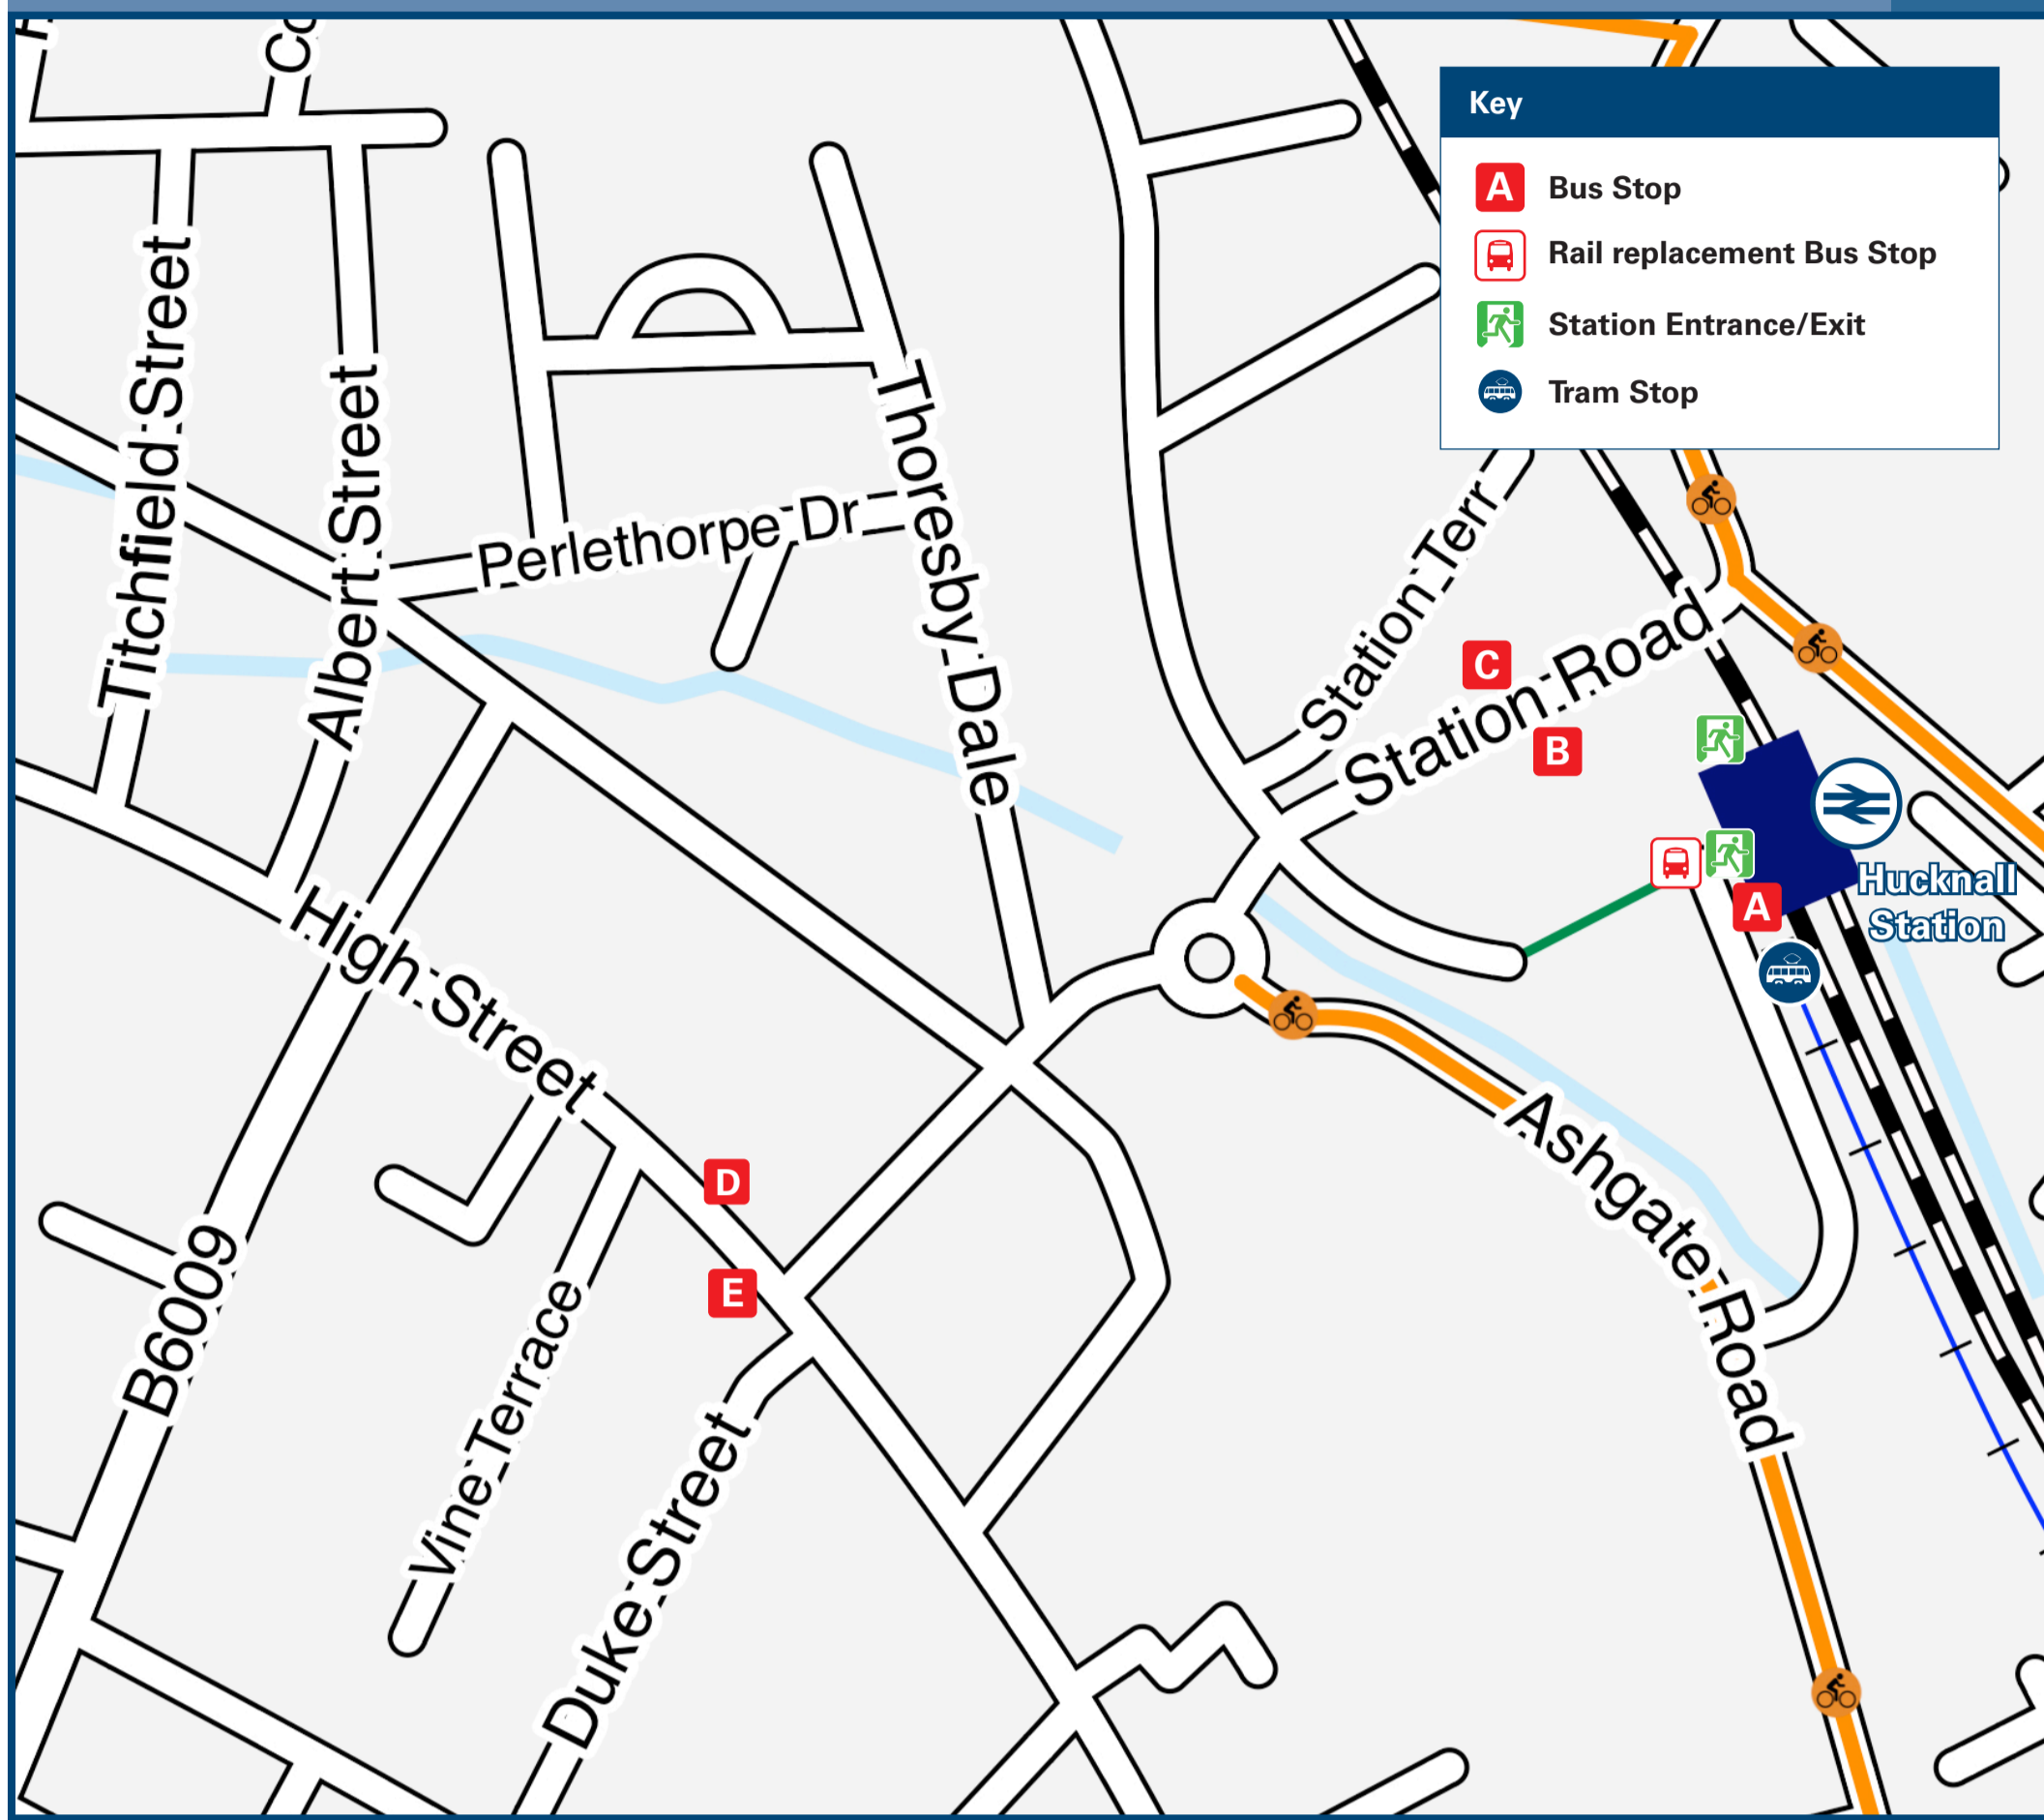 Key
A Bus Stop
Rail replacement Bus Stop
Station Entrance/Exit
Tram Stop
Co
Titchfield Street
Albert Street
Perlethorpe Dr
Thoresby Dale
Station Terr
Station Road
C
B
A
Hucknall
Station
High Street
Ashgate Road
D
E
B6009
Vine Terrace
Duke Street